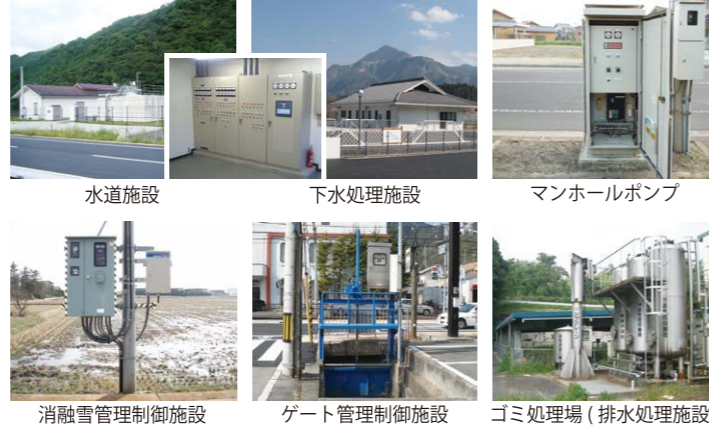 水道施設
下水処理施設
マンホールポンプ
消融雪管理制御施設
ゲート管理制御施設
ゴミ処理場 ( 排水処理施設